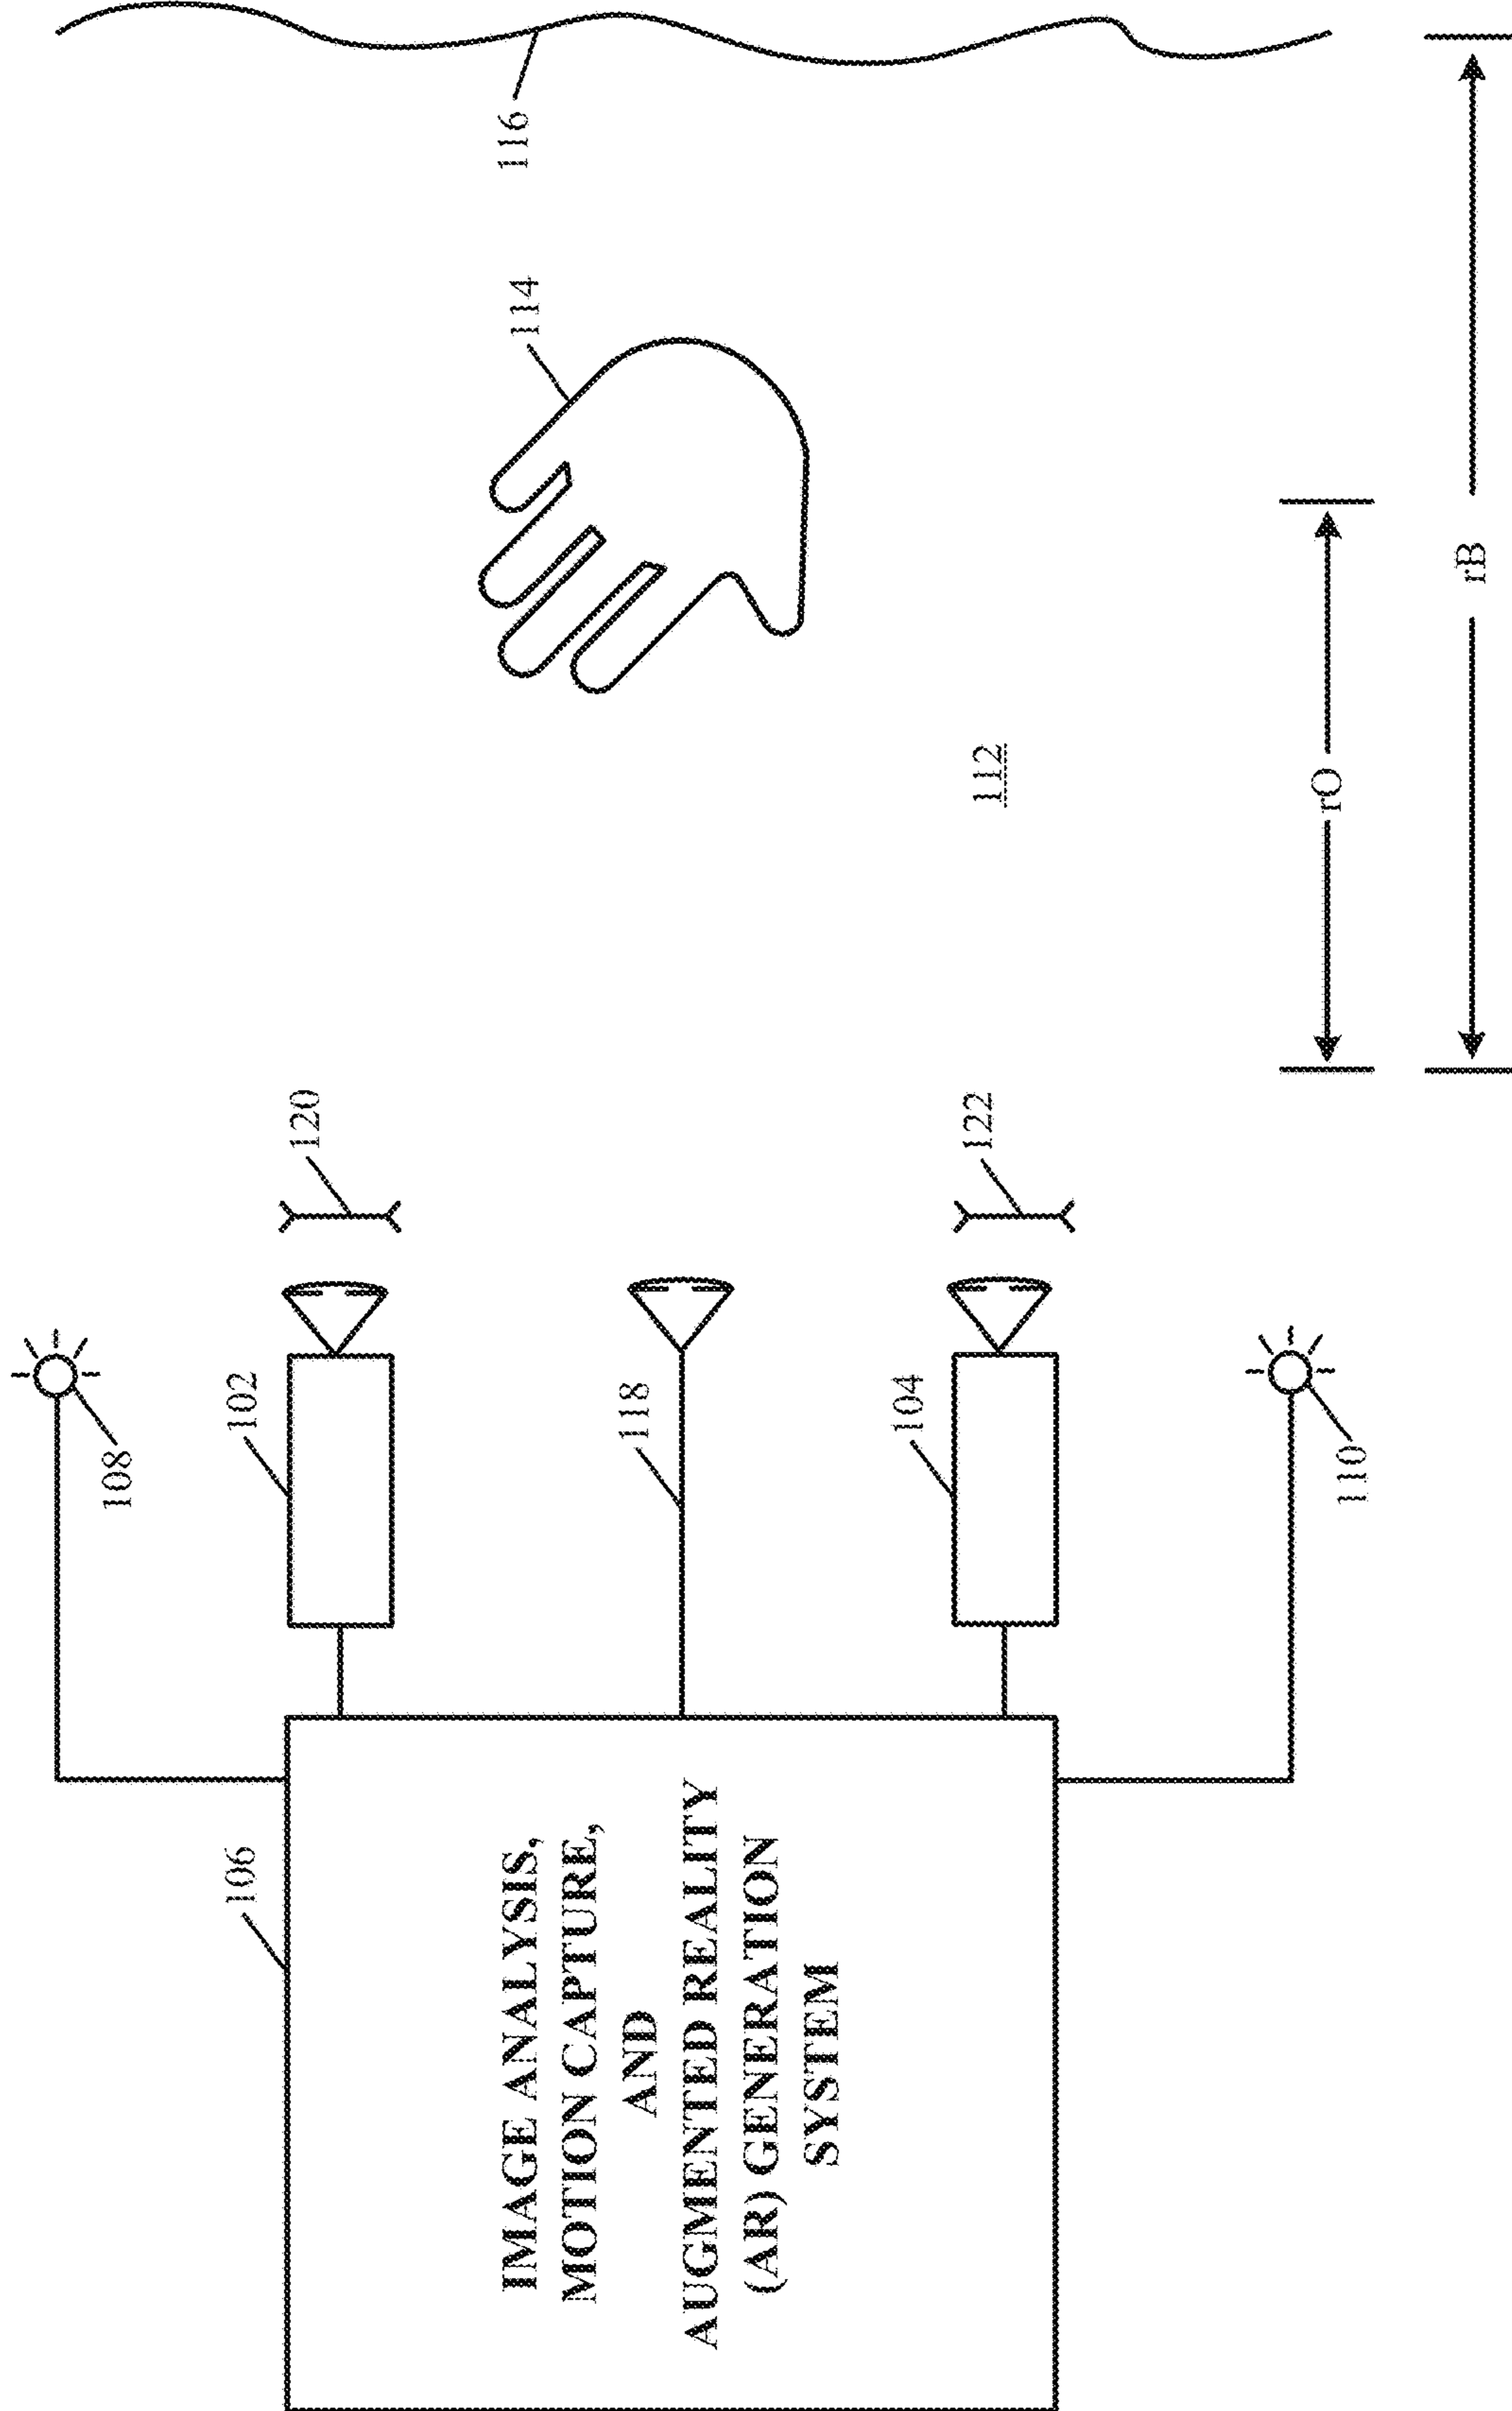 108
102
120
106
IMAGE ANALYSIS,
MOTION CAPTURE,
AND
AUGMENTED REALITY
(AR) GENERATION
SYSTEM
118
114
116
104
122
112
110
rO
rB